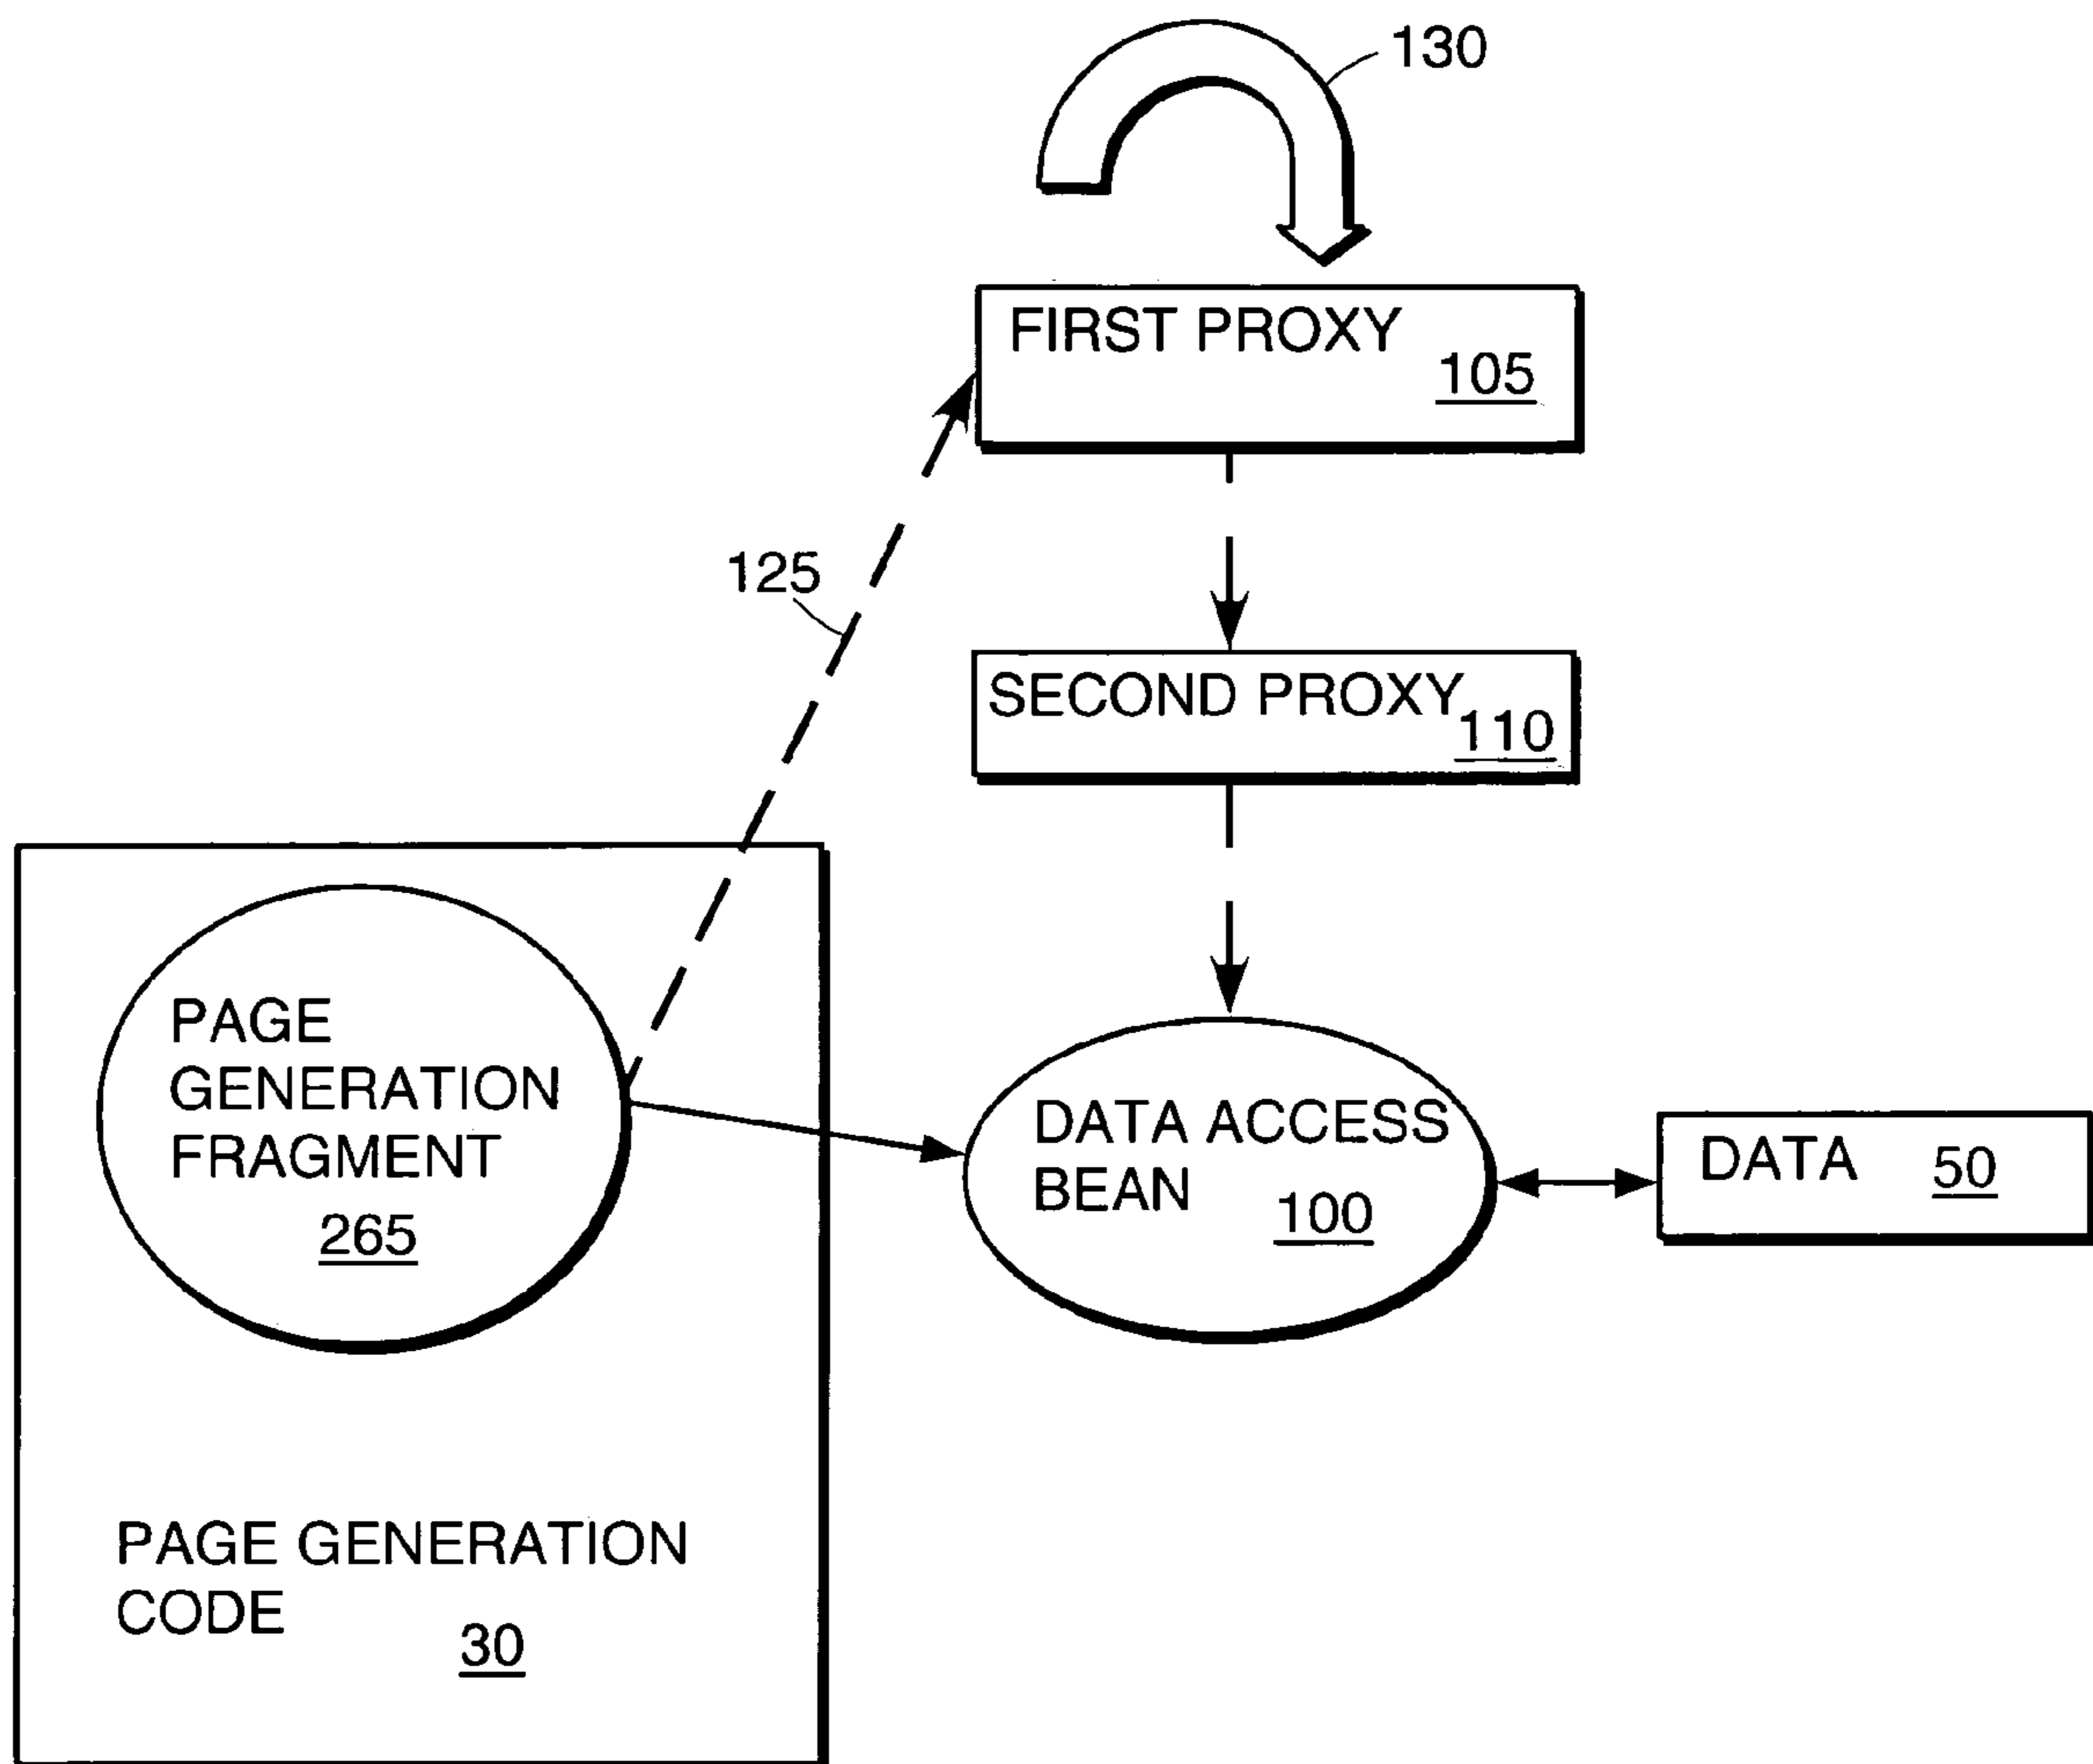 130
FIRST PROXY
105
125
SECOND PROXY
110
PAGE
GENERATION
FRAGMENT
265
DATA ACCESS
BEAN
100
DATA
50
PAGE GENERATION
CODE
30